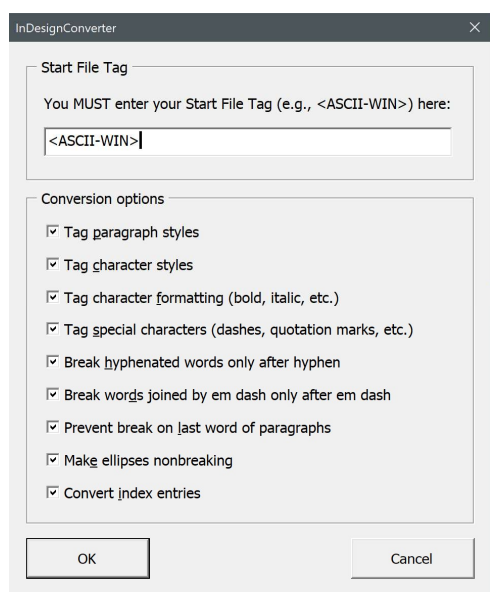 InDesignConverter
Start File Tag
You MUST enter your Start File Tag (e.g., <ASCII-WIN>) here:
<ASCII-WIN>
Conversion options
Tag paragraph styles
Tag character styles
Tag character formatting (bold, italic, etc.)
Tag special characters (dashes, quotation marks, etc.)
Break hyphenated words only after hyphen
Break words joined by em dash only after em dash
Prevent break on last word of paragraphs
Make ellipses nonbreaking
Convert index entries
OK Cancel